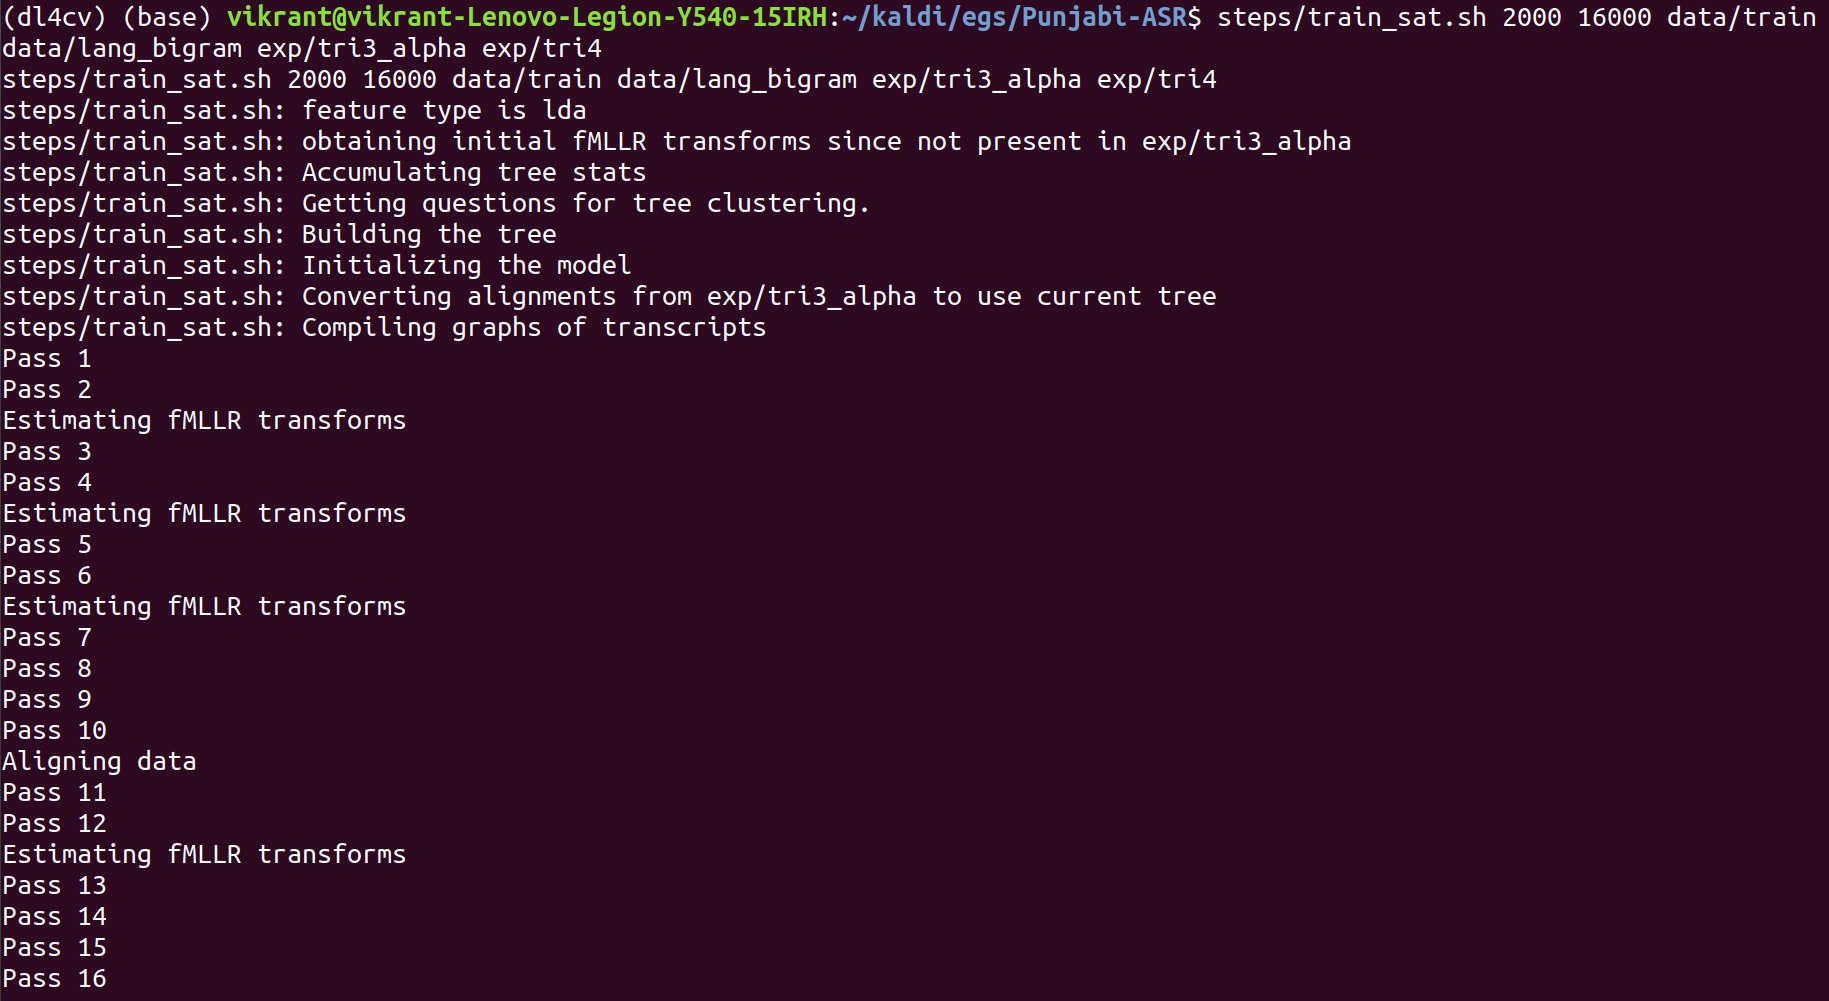 (dl4cv) (base) vikrant@vikrant-Lenovo-Legion-Y540-15IRH:~/kaldi/egs/Punjabi-ASR$ steps/train_sat.sh 2000 16000 data/train
data/lang_bigram exp/tri3_alpha exp/tri4
steps/train_sat.sh 2000 16000 data/train data/lang_bigram exp/tri3_alpha exp/tri4
steps/train_sat.sh: feature type is lda
steps/train_sat.sh: obtaining initial fMLLR transforms since not present in exp/tri3_alpha
steps/train_sat.sh: Accumulating tree stats
steps/train_sat.sh: Getting questions for tree clustering.
steps/train_sat.sh: Building the tree
steps/train_sat.sh: Initializing the model
steps/train_sat.sh: Converting alignments from exp/tri3_alpha to use current tree
steps/train_sat.sh: Compiling graphs of transcripts
Pass 1
Pass 2
Estimating fMLLR transforms
Pass 3
Pass 4
Estimating fMLLR transforms
Pass 5
Pass 6
Estimating fMLLR transforms
Pass 7
Pass 8
Pass 9
Pass 10
Aligning data
Pass 11
Pass 12
Estimating fMLLR transforms
Pass 13
Pass 14
Pass 15
Pass 16